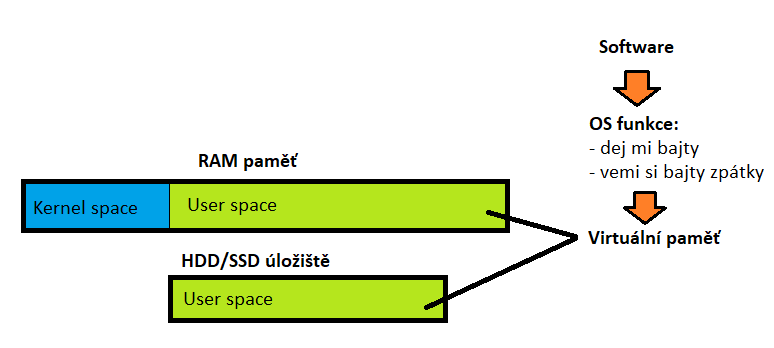 Software
OS funkce:
- dej mi bajty
- vemi si bajty zpátky
Virtuální paměť
RAM paměť
Kernel space
User space
HDD/SSD úložiště
User space